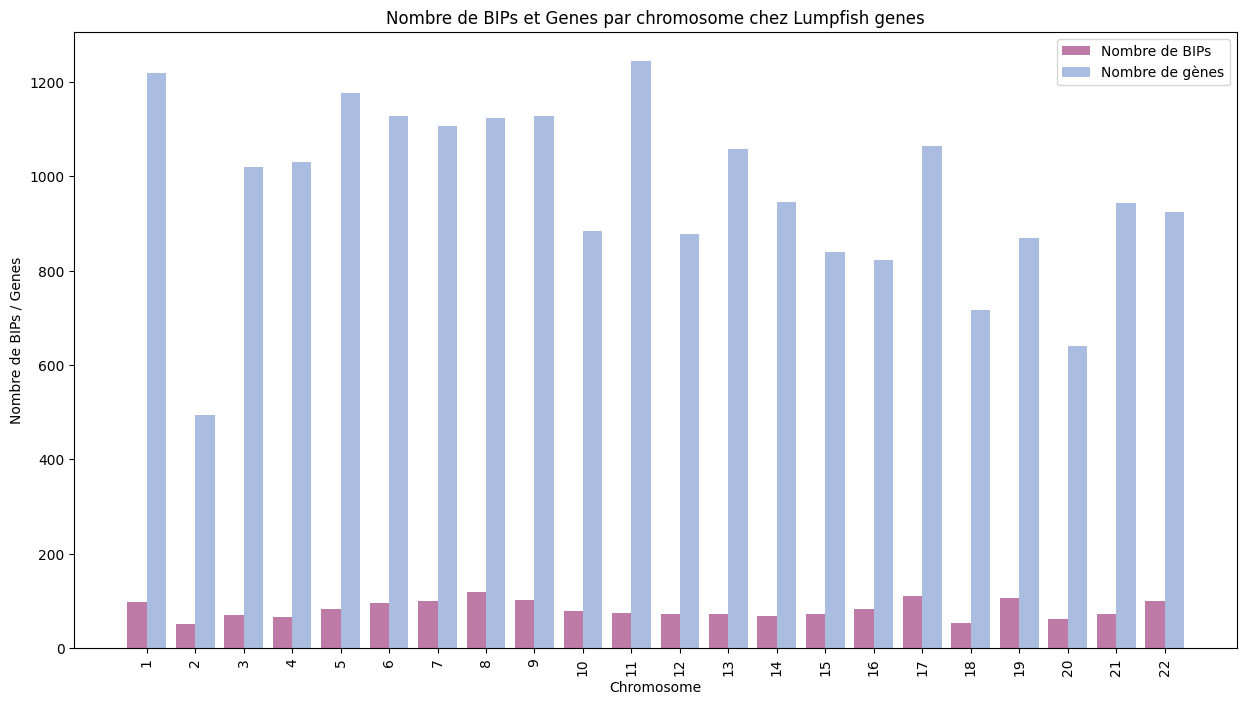 Nombre de BIPs et Genes par chromosome chez Lumpfish genes
Nombre de BIPs
Nombre de gènes
Nombre de BIPs / Genes
1200
1000
800
600
400
200
0
1 2 3 4 5 6 7 8 9 10 11 12 13 14 15 16 17 18 19 20 21 22
Chromosome